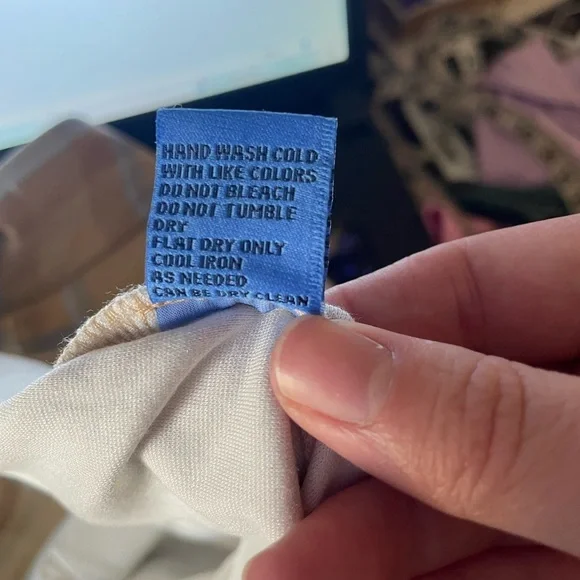 HAND WASH COLD
WITH LIKE COLORS
DO NOT BLEACH
DO NOT TUMBLE
DRY
FLAT DRY ONLY
COOL IRON
AS NEEDED
CAN BE DRY CLEAN